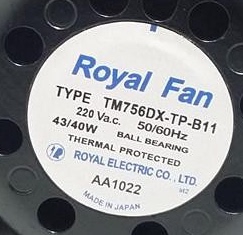 Royal Fan
TYPE TM756DX-TP-B11
220 Va.c. 50/60Hz
43/40W BALL BEARING
THERMAL PROTECTED
ROYAL ELECTRIC CO., LTD.
AA1022
MADE IN JAPAN